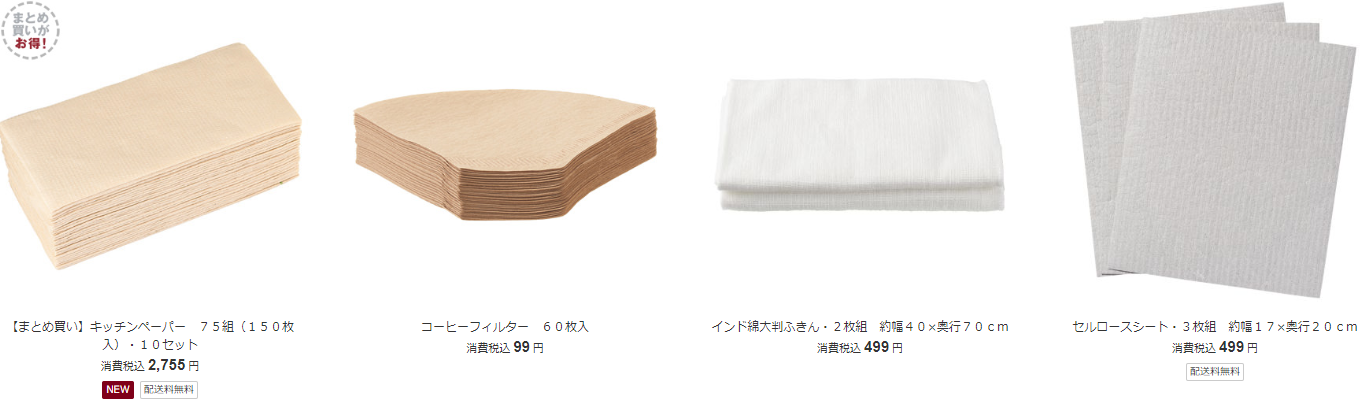 まとめ
買いが
お得！
【まとめ買い】キッチンペーパー　７５組（１５０枚
入）・１０セット
消費税込 2,755 円
NEW 配送料無料
コーヒーフィルター　６０枚入
消費税込 99 円
インド綿大判ふきん・２枚組　約幅４０×奥行７０ｃｍ
消費税込 499 円
セルロースシート・３枚組　約幅１７×奥行２０ｃｍ
消費税込 499 円
配送料無料